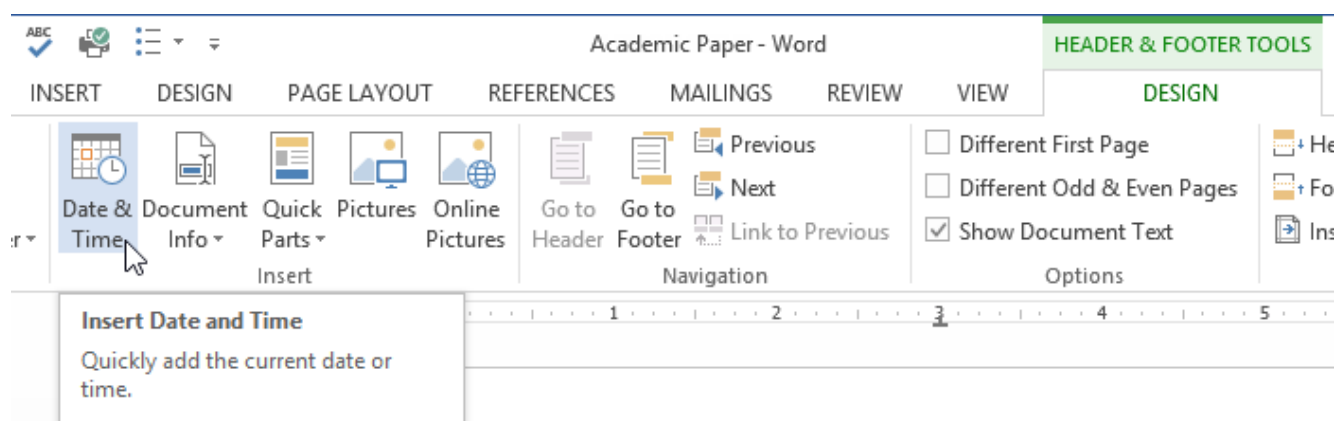 ABC
Academic Paper - Word
HEADER & FOOTER TOOLS
INSERT DESIGN PAGE LAYOUT REFERENCES MAILINGS REVIEW VIEW DESIGN
Date & Time
Document Info
Quick Parts
Pictures
Online Pictures
Go to Header
Go to Footer
Previous
Next
Link to Previous
Different First Page
Different Odd & Even Pages
Show Document Text
Insert
Navigation
Options
1 2 3 4 5
Insert Date and Time
Quickly add the current date or
time.